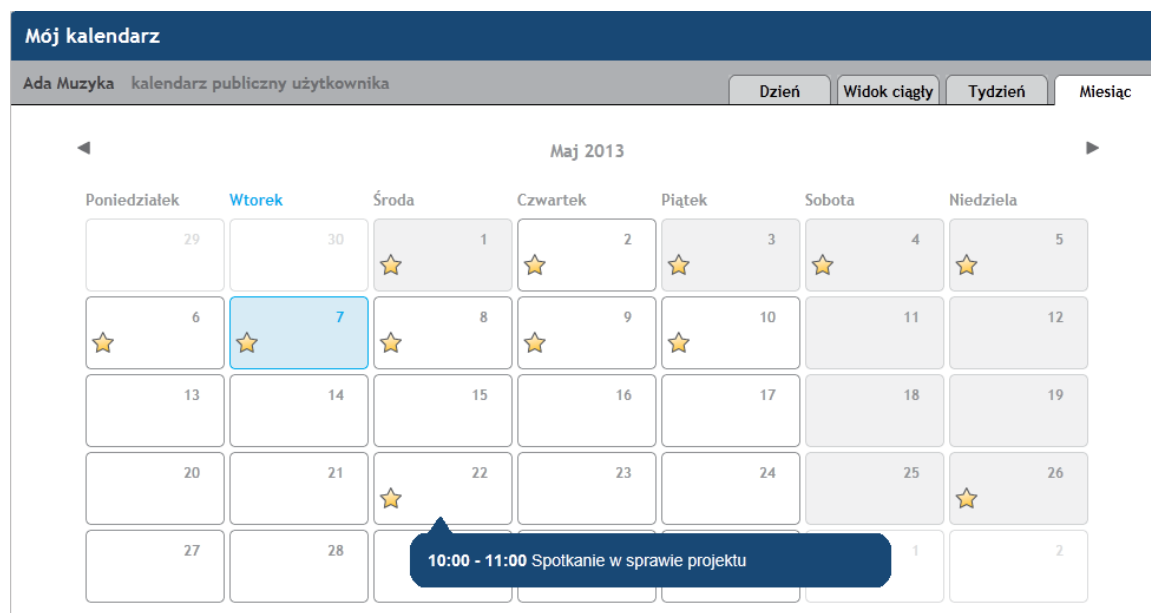 Mój kalendarz
Ada Muzyka kalendarz publiczny użytkownika
Dzień Widok ciągły Tydzień Miesiąc
Maj 2013
Poniedziałek Wtorek Środa Czwartek Piątek Sobota Niedziela
29 30 1 2 3 4 5
6 7 8 9 10 11 12
13 14 15 16 17 18 19
20 21 22 23 24 25 26
27 28 1 2
10:00 - 11:00 Spotkanie w sprawie projektu